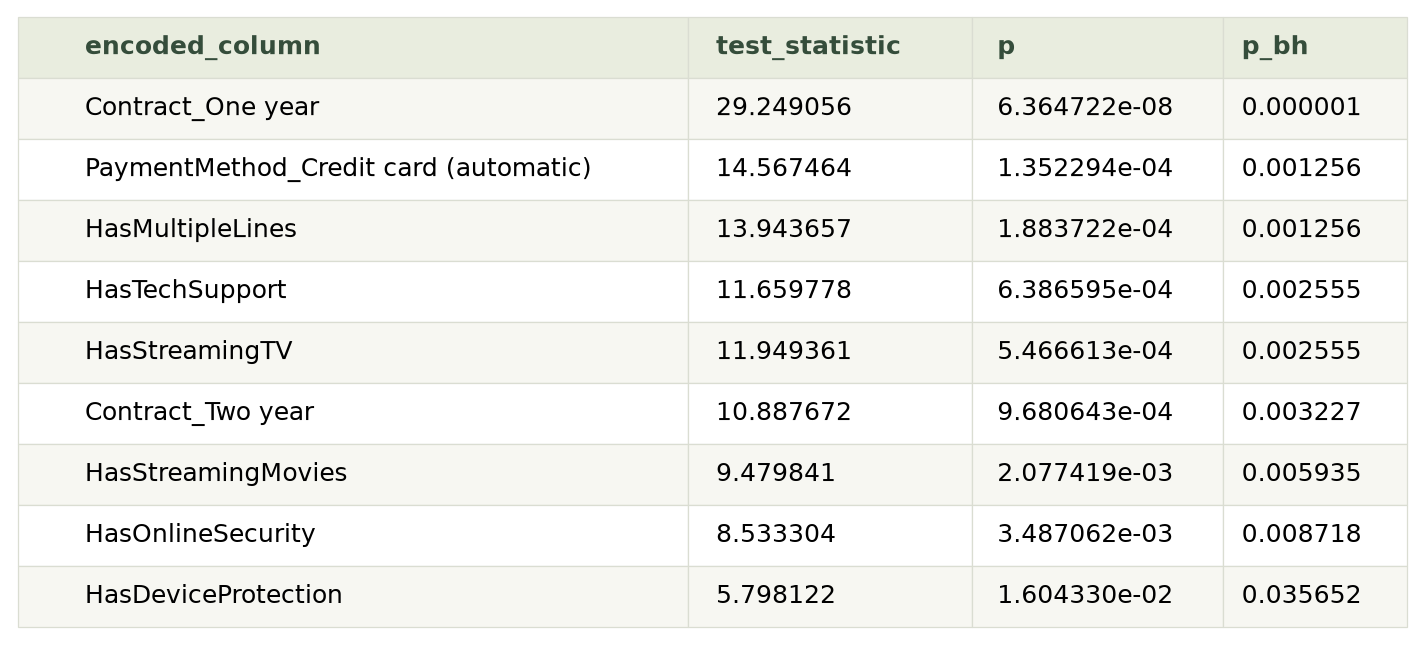 encoded_column test_statistic p p_bh
Contract_One year 29.249056 6.364722e-08 0.000001
PaymentMethod_Credit card (automatic) 14.567464 1.352294e-04 0.001256
HasMultipleLines 13.943657 1.883722e-04 0.001256
HasTechSupport 11.659778 6.386595e-04 0.002555
HasStreamingTV 11.949361 5.466613e-04 0.002555
Contract_Two year 10.887672 9.680643e-04 0.003227
HasStreamingMovies 9.479841 2.077419e-03 0.005935
HasOnlineSecurity 8.533304 3.487062e-03 0.008718
HasDeviceProtection 5.798122 1.604330e-02 0.035652